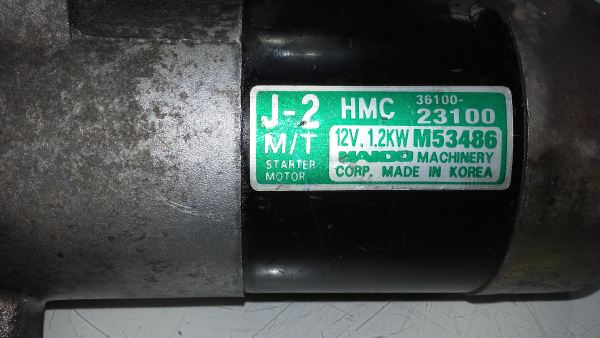 J-2 HMC 36100-
23100
M/T 12V, 1.2KW M53486
STARTER MANDO MACHINERY
MOTOR CORP. MADE IN KOREA